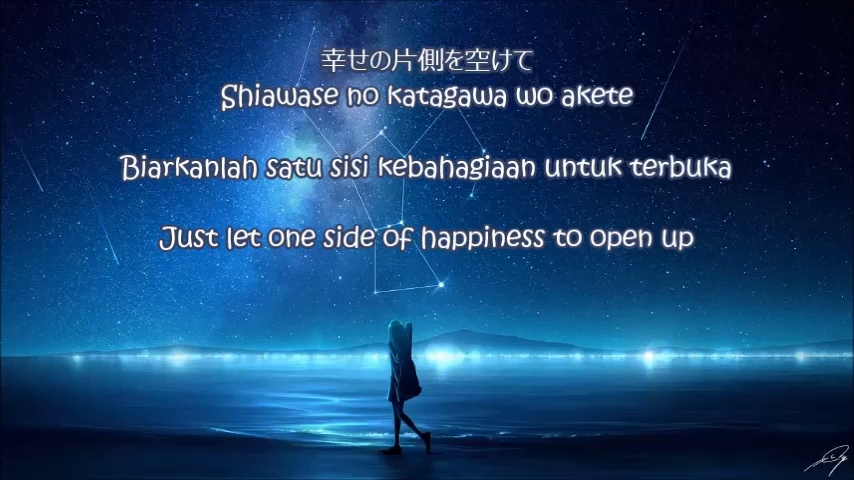 幸せの片側を空けて
Shiawase no katagawa wo akete
Biarkanlah satu sisi kebahagiaan untuk terbuka
Just let one side of happiness to open up